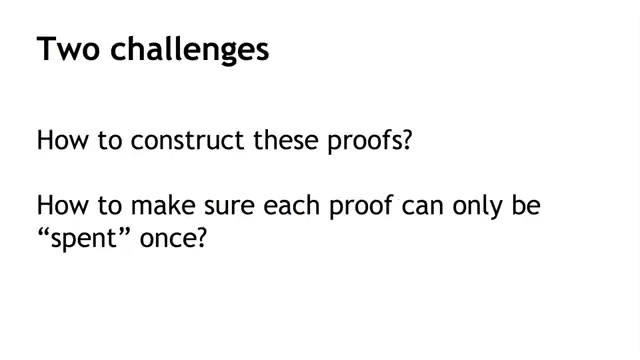 Two challenges
How to construct these proofs?
How to make sure each proof can only be
“spent” once?